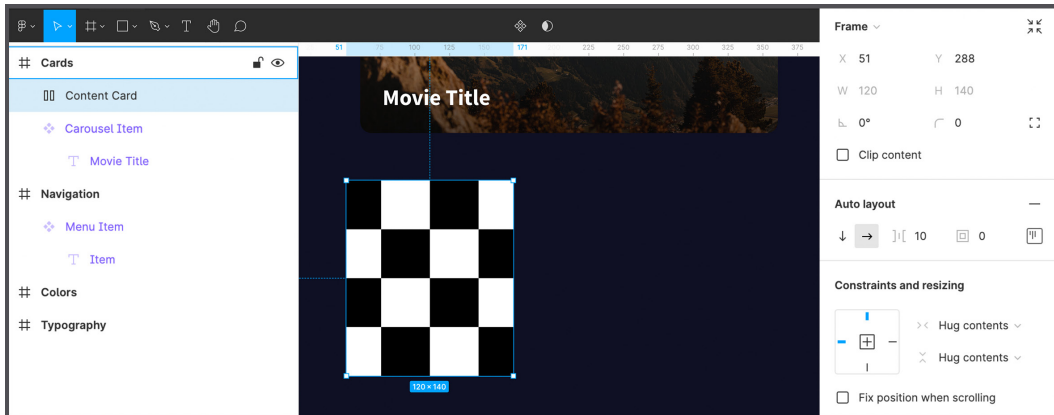 51 75 100 125 150 171 225 250 275 300 325 350 375
Cards
Content Card
Carousel Item
T Movie Title
Navigation
Menu Item
T Item
Colors
Typography
Movie Title
120 × 140
Frame
X 51 Y 288
W 120 H 140
0° 0
Clip content
Auto layout
10 0
Constraints and resizing
Hug contents
Hug contents
Fix position when scrolling